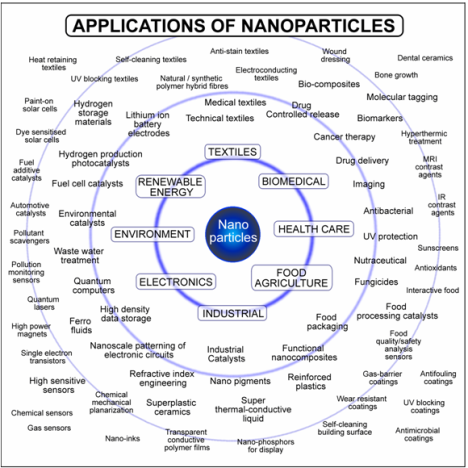 APPLICATIONS OF NANOPARTICLES
Anti-stain textiles
Wound
dressing
Heat retaining
textiles
Self-cleaning textiles
Dental ceramics
UV blocking textiles
Natural / synthetic
polymer hybrid fibres
Electroconducting
textiles
Bio-composites
Bone growth
Paint-on
solar cells
Hydrogen
storage
materials
Lithium ion
battery
electrodes
Medical textiles
Technical textiles
Drug
Controlled release
Molecular tagging
Biomarkers
Dye sensitised
solar cells
Cancer therapy
Hyperthermic
treatment
TEXTILES
Fuel
additive
catalysts
Hydrogen production
photocatalysts
Drug delivery
MRI
contrast
agents
Fuel cell catalysts
RENEWABLE
ENERGY
BIOMEDICAL
Imaging
Automotive
catalysts
Environmental
catalysts
Antibacterial
IR
contrast
agents
Pollutant
scavengers
ENVIRONMENT
Nano
particles
HEALTH CARE
UV protection
Sunscreens
Waste water
treatment
Nutraceutical
Antioxidants
Pollution
monitoring
sensors
Quantum
computers
ELECTRONICS
FOOD
AGRICULTURE
Fungicides
Interactive food
Quantum
lasers
High density
data storage
INDUSTRIAL
Food
packaging
Food
processing catalysts
High power
magnets
Ferro
fluids
Food
quality/safety
analysis
sensors
Single electron
transistors
Nanoscale patterning of
electronic circuits
Industrial
Catalysts
Functional
nanocomposites
High sensitive
sensors
Refractive index
engineering
Nano pigments
Reinforced
plastics
Gas-barrier
coatings
Antifouling
coatings
Chemical
mechanical
planarization
Superplastic
ceramics
Super
thermal-conductive
liquid
Wear resistant
coatings
UV blocking
coatings
Chemical sensors
Gas sensors
Nano-inks
Transparent
conductive
polymer films
Nano-phosphors
for display
Self-cleaning
building surface
Antimicrobial
coatings